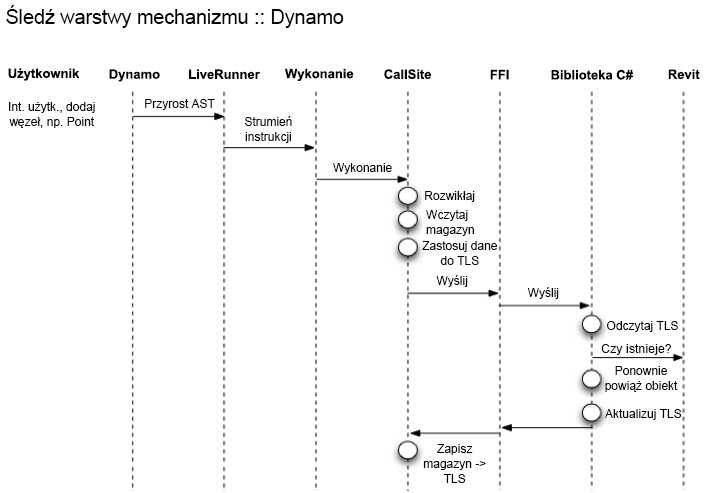 Śledź warstwy mechanizmu :: Dynamo
Użytkownik Dynamo LiveRunner Wykonanie CallSite FFI Biblioteka C# Revit
Int. użytk., dodaj
węzeł, np. Point
Przyrost AST
Strumień
instrukcji
Wykonanie
Rozwikłaj
Wczytaj
magazyn
Zastosuj dane
do TLS
Wyślij
Wyślij
Odczytaj TLS
Czy istnieje?
Ponownie
powiąż obiekt
Aktualizuj TLS
Zapisz
magazyn ->
TLS